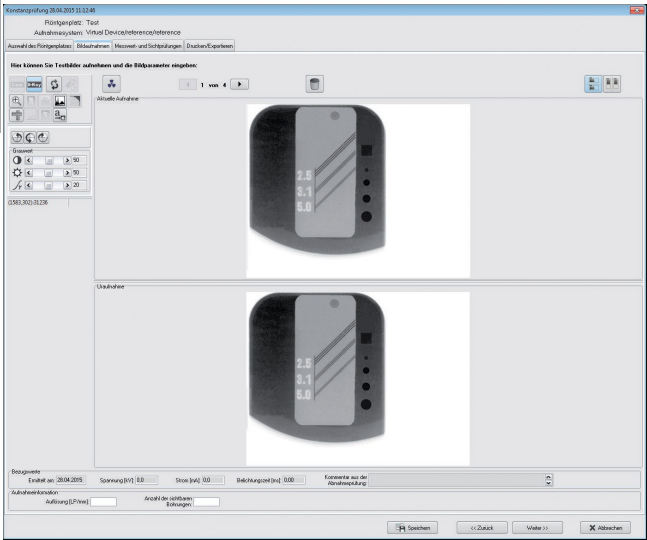 Konstanzprüfung 28.04.2015 11-12-46
Röntgenplatz: Test
Aufnahmesystem: Virtual Device/reference/reference
Auswahl des Röntgenplatzes Bildaufnahmen Messwert- und Sichtprüfungen Drucken/Exportieren
Hier können Sie Testbilder aufnehmen und die Bildparameter eingeben:
1 von 4
Aktuelle Aufnahme
Grauwert
50
50
20
(1583,302)-31236
2.5
3.1
5.0
Uraufnahme
2.5
3.1
5.0
Bezugswerte
Ermittelt am: 28.04.2015 Spannung [kV]: 0,0 Strom [mA]: 0,0 Belichtungszeit [ms]: 0,00 Kommentar aus der Abnahmeprüfung:
Aufnahmeinformation
Auflösung [LP/mm]: Anzahl der sichtbaren Bohrungen:
Speichern << Zurück Weiter >> Abbrechen